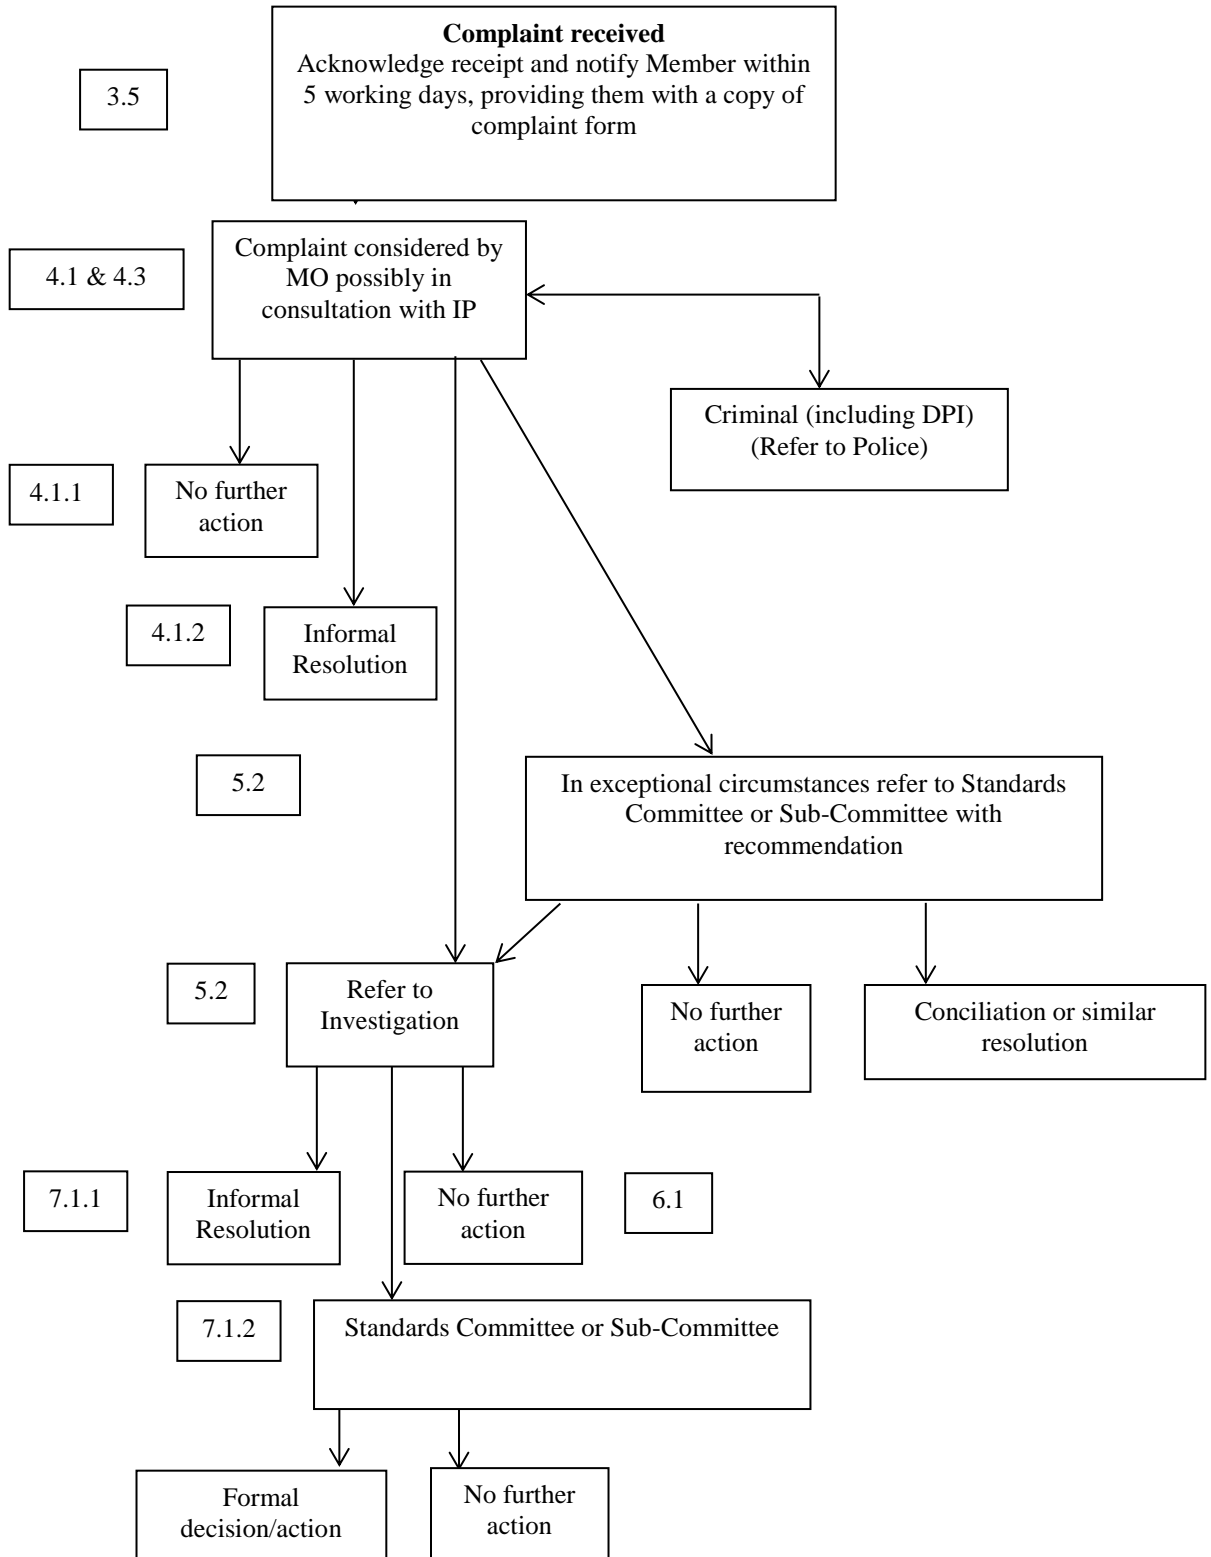 Complaint received
Acknowledge receipt and notify Member within
5 working days, providing them with a copy of
complaint form
3.5
Complaint considered by
MO possibly in
consultation with IP
4.1 & 4.3
Criminal (including DPI)
(Refer to Police)
4.1.1
No further
action
4.1.2
Informal
Resolution
5.2
In exceptional circumstances refer to Standards
Committee or Sub-Committee with
recommendation
5.2
Refer to
Investigation
No further
action
Conciliation or similar
resolution
7.1.1
Informal
Resolution
No further
action
6.1
7.1.2
Standards Committee or Sub-Committee
Formal
decision/action
No further
action